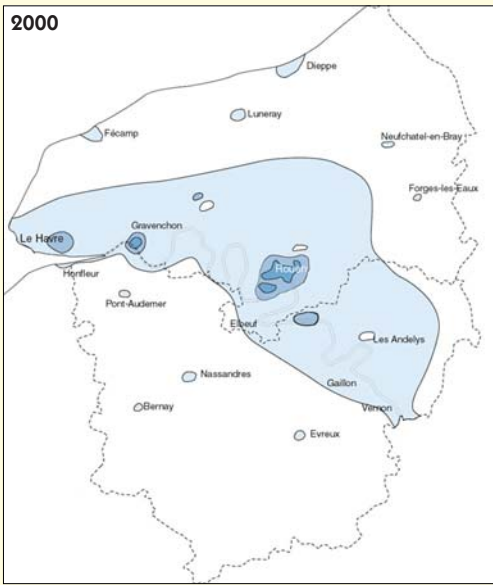 2000
Dieppe
Luneray
Fécamp
Neufchatel-en-Bray
Forges-les-Eaux
Gravenchon
Le Havre
Rouen
Honfleur
Pont-Audemer
Elbeuf
Les Andelys
Nassandres
Gaillon
Bernay
Vernon
Evreux